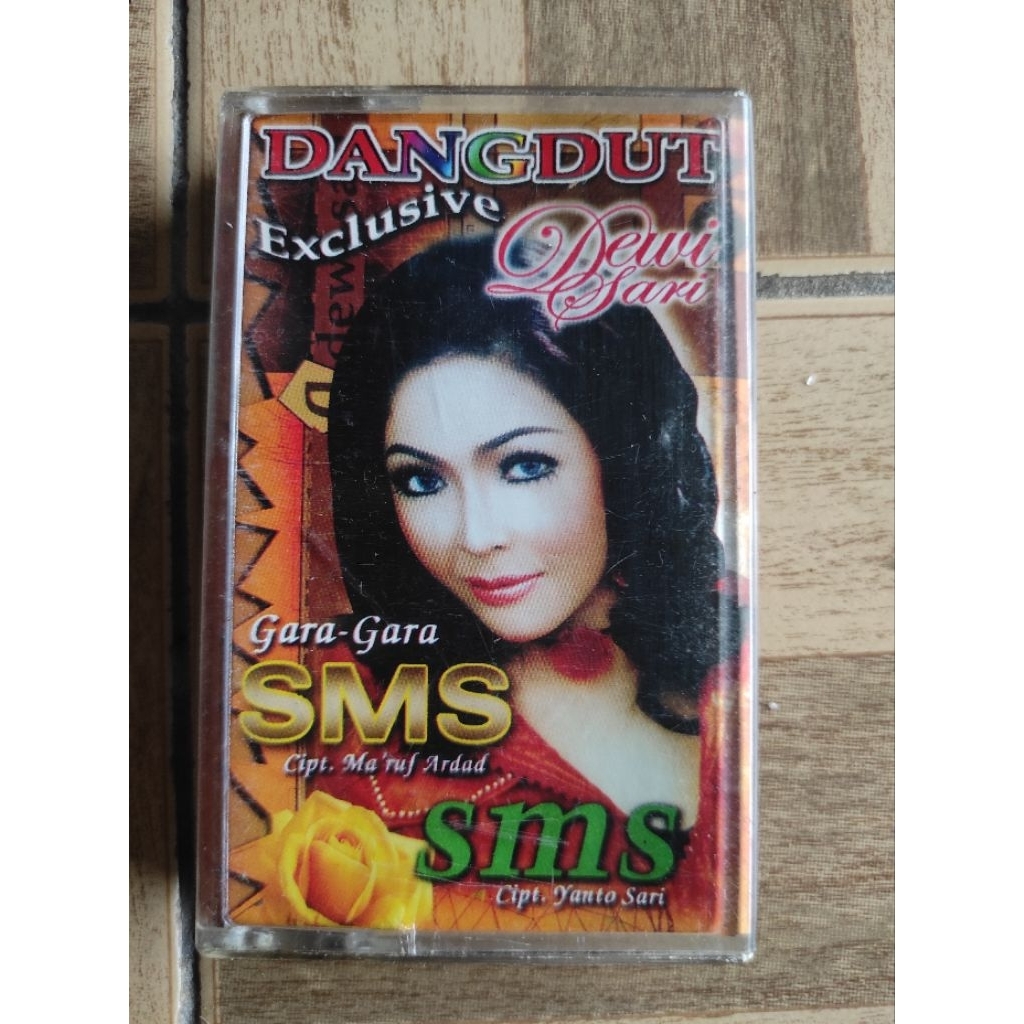 DANGDUT
Exclusive
Dewi
Sari
Gara-Gara
SMS
Cipt. Ma'ruf Ardad
sms
Cipt. Yanto Sari